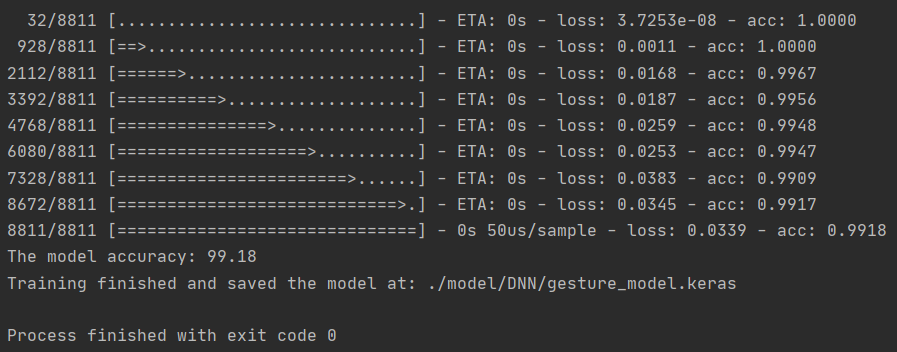 32/8811 [..............................] - ETA: 0s - loss: 3.7253e-08 - acc: 1.0000
928/8811 [==>...........................] - ETA: 0s - loss: 0.0011 - acc: 1.0000
2112/8811 [======>.......................] - ETA: 0s - loss: 0.0168 - acc: 0.9967
3392/8811 [==========>...................] - ETA: 0s - loss: 0.0187 - acc: 0.9956
4768/8811 [===============>..............] - ETA: 0s - loss: 0.0259 - acc: 0.9948
6080/8811 [===================>..........] - ETA: 0s - loss: 0.0253 - acc: 0.9947
7328/8811 [=======================>......] - ETA: 0s - loss: 0.0383 - acc: 0.9909
8672/8811 [============================>.] - ETA: 0s - loss: 0.0345 - acc: 0.9917
8811/8811 [==============================] - 0s 50us/sample - loss: 0.0339 - acc: 0.9918
The model accuracy: 99.18
Training finished and saved the model at: ./model/DNN/gesture_model.keras
Process finished with exit code 0